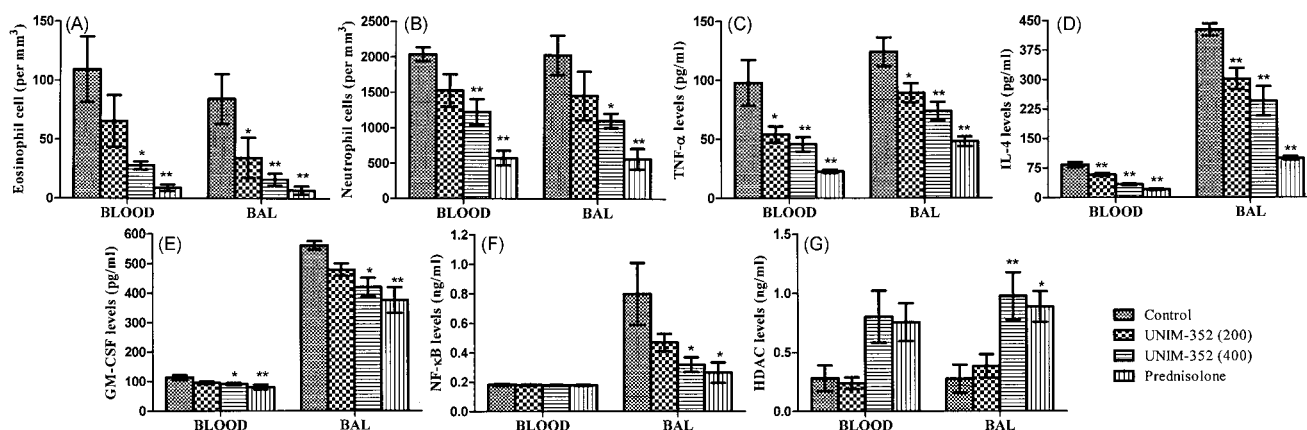 (A)
Eosinophil cell (per mm³)
150
100
50
0
* ** * ** **
BLOOD BAL
(B)
Neutrophil cells (per mm³)
2500
2000
1500
1000
500
0
** ** * **
BLOOD BAL
(C)
TNF-α levels (pg/ml)
150
100
50
0
* ** ** * ** **
BLOOD BAL
(D)
IL-4 levels (pg/ml)
450
300
150
0
** ** ** ** ** **
BLOOD BAL
(E)
GM-CSF levels (pg/ml)
600
500
400
300
200
100
0
* ** * **
BLOOD BAL
(F)
NF-κB levels (ng/ml)
1.2
1.0
0.8
0.6
0.4
0.2
0.0
* *
BLOOD BAL
(G)
HDAC levels (ng/ml)
1.5
1.0
0.5
0.0
** *
BLOOD BAL
Control
UNIM-352 (200)
UNIM-352 (400)
Prednisolone